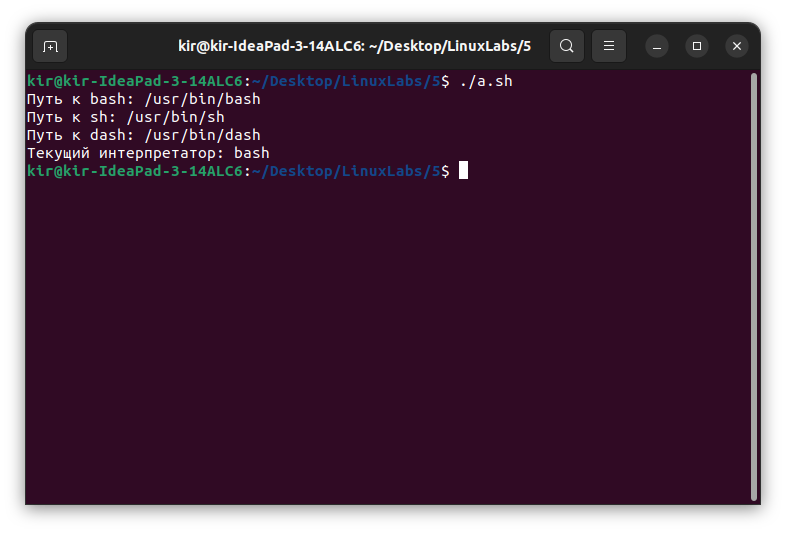 kir@kir-IdeaPad-3-14ALC6: ~/Desktop/LinuxLabs/5
kir@kir-IdeaPad-3-14ALC6:~/Desktop/LinuxLabs/5$ ./a.sh
Путь к bash: /usr/bin/bash
Путь к sh: /usr/bin/sh
Путь к dash: /usr/bin/dash
Текущий интерпретатор: bash
kir@kir-IdeaPad-3-14ALC6:~/Desktop/LinuxLabs/5$